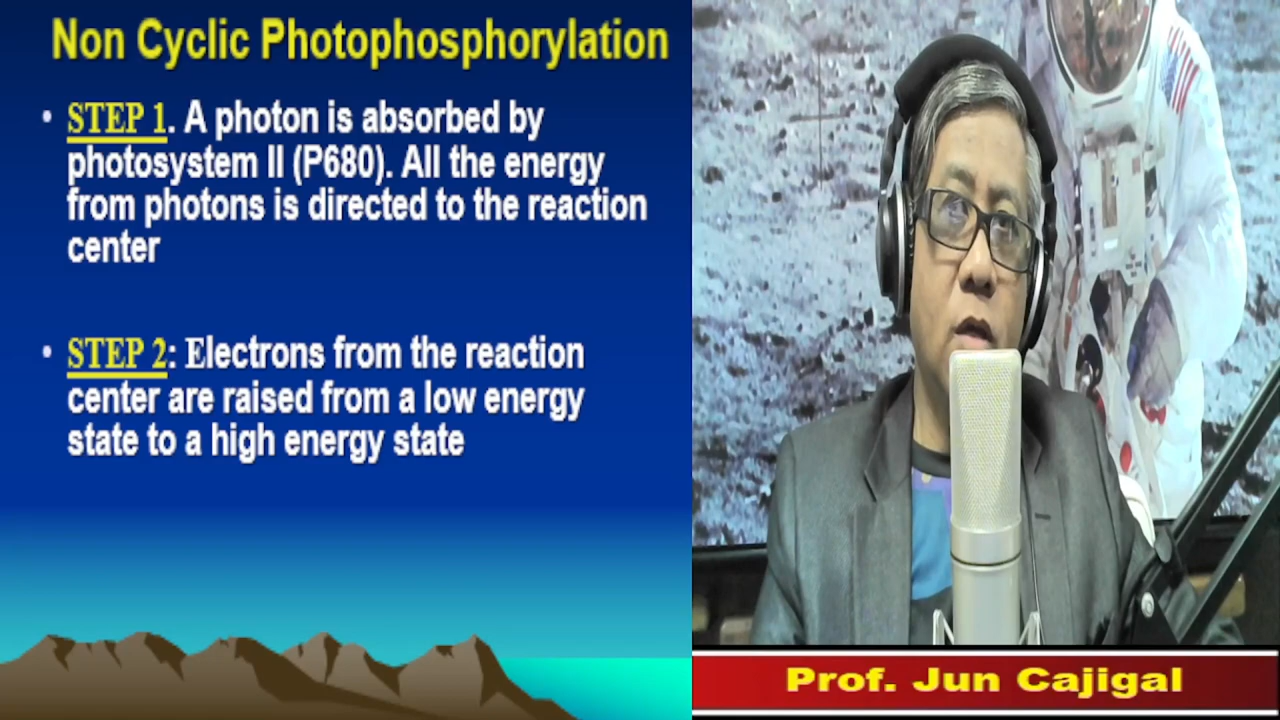 Non Cyclic Photophosphorylation
• STEP 1. A photon is absorbed by
photosystem II (P680). All the energy
from photons is directed to the reaction
center
• STEP 2: Electrons from the reaction
center are raised from a low energy
state to a high energy state
Prof. Jun Cajigal